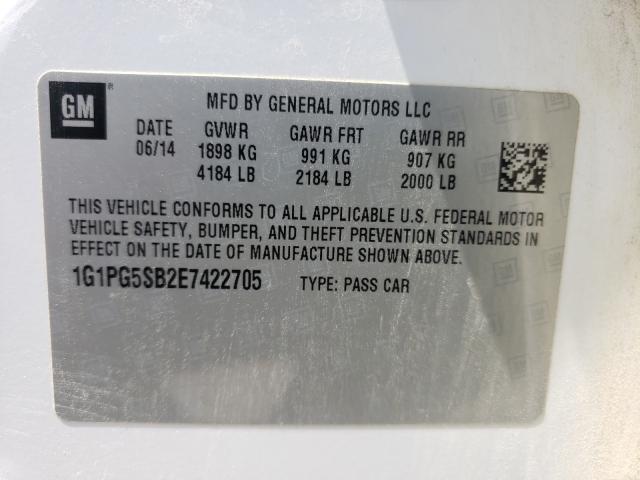 GM®
MFD BY GENERAL MOTORS LLC
DATE GVWR GAWR FRT GAWR RR
06/14 1898 KG 991 KG 907 KG
4184 LB 2184 LB 2000 LB
THIS VEHICLE CONFORMS TO ALL APPLICABLE U.S. FEDERAL MOTOR
VEHICLE SAFETY, BUMPER, AND THEFT PREVENTION STANDARDS IN
EFFECT ON THE DATE OF MANUFACTURE SHOWN ABOVE.
1G1PG5SB2E7422705 TYPE: PASS CAR